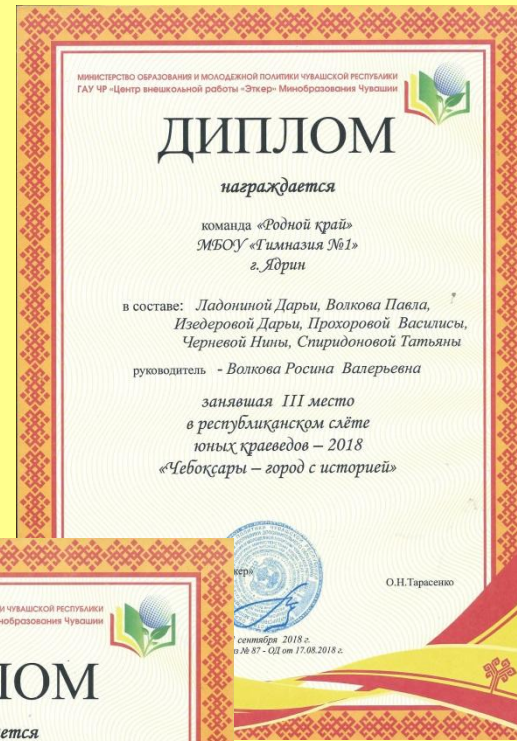 МИНИСТЕРСТВО ОБРАЗОВАНИЯ И МОЛОДЕЖНОЙ ПОЛИТИКИ ЧУВАШСКОЙ РЕСПУБЛИКИ
ГАУ ЧР «Центр внешкольной работы «Эткер» Минобразования Чувашии
ДИПЛОМ
награждается
команда «Родной край»
МБОУ «Гимназия №1»
г. Ядрин
в составе: Ладониной Дарьи, Волкова Павла,
Изедеровой Дарьи, Прохоровой Василисы,
Черневой Нины, Спиридоновой Татьяны
руководитель - Волкова Росина Валерьевна
занявшая III место
в республиканском слёте
юных краеведов – 2018
«Чебоксары – город с историей»
О.Н.Тарасенко
сентября 2018 г.
№ 87 - ОД от 17.08.2018 г.
И ЧУВАШСКОЙ РЕСПУБЛИКИ
Чувашии